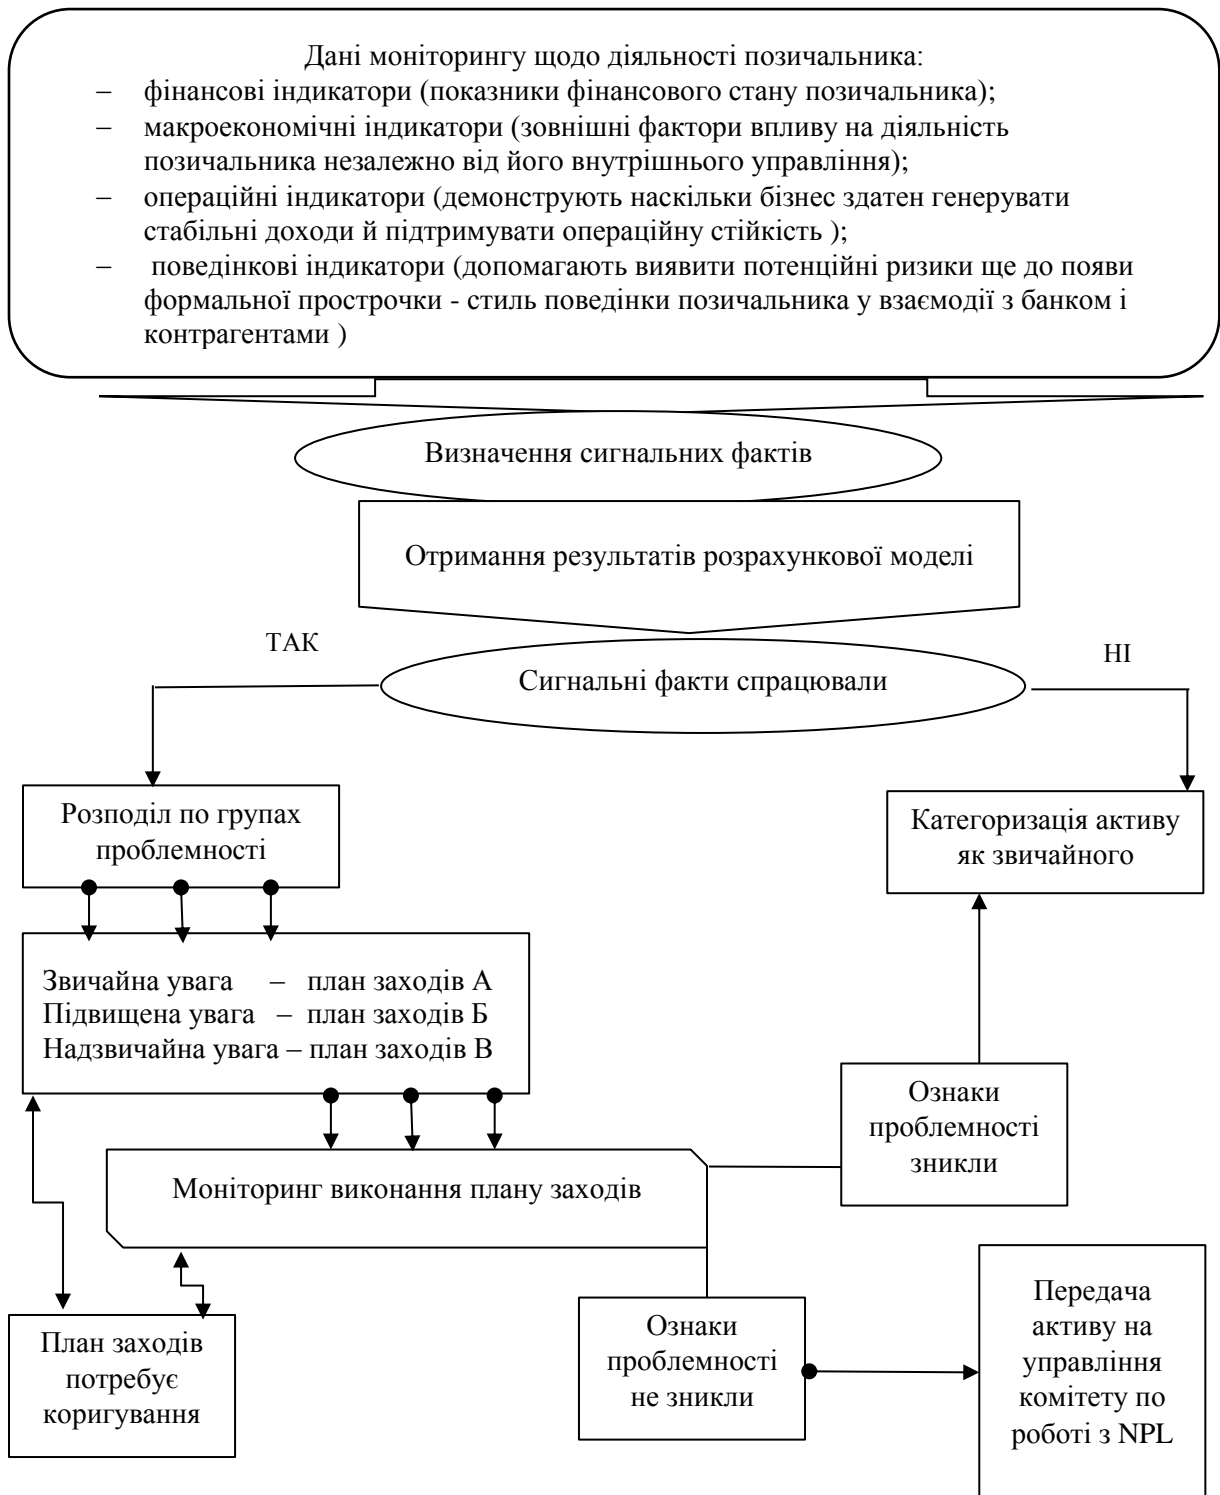 Дані моніторингу щодо діяльності позичальника:
– фінансові індикатори (показники фінансового стану позичальника);
– макроекономічні індикатори (зовнішні фактори впливу на діяльність
позичальника незалежно від його внутрішнього управління);
– операційні індикатори (демонструють наскільки бізнес здатен генерувати
стабільні доходи й підтримувати операційну стійкість );
– поведінкові індикатори (допомагають виявити потенційні ризики ще до появи
формальної прострочки - стиль поведінки позичальника у взаємодії з банком і
контрагентами )
Визначення сигнальних фактів
Отримання результатів розрахункової моделі
ТАК
НІ
Сигнальні факти спрацювали
Розподіл по групах
проблемності
Категоризація активу
як звичайного
Звичайна увага – план заходів А
Підвищена увага – план заходів Б
Надзвичайна увага – план заходів В
Ознаки
проблемності
зникли
Моніторинг виконання плану заходів
План заходів
потребує
коригування
Ознаки
проблемності
не зникли
Передача
активу на
управління
комітету по
роботі з NPL